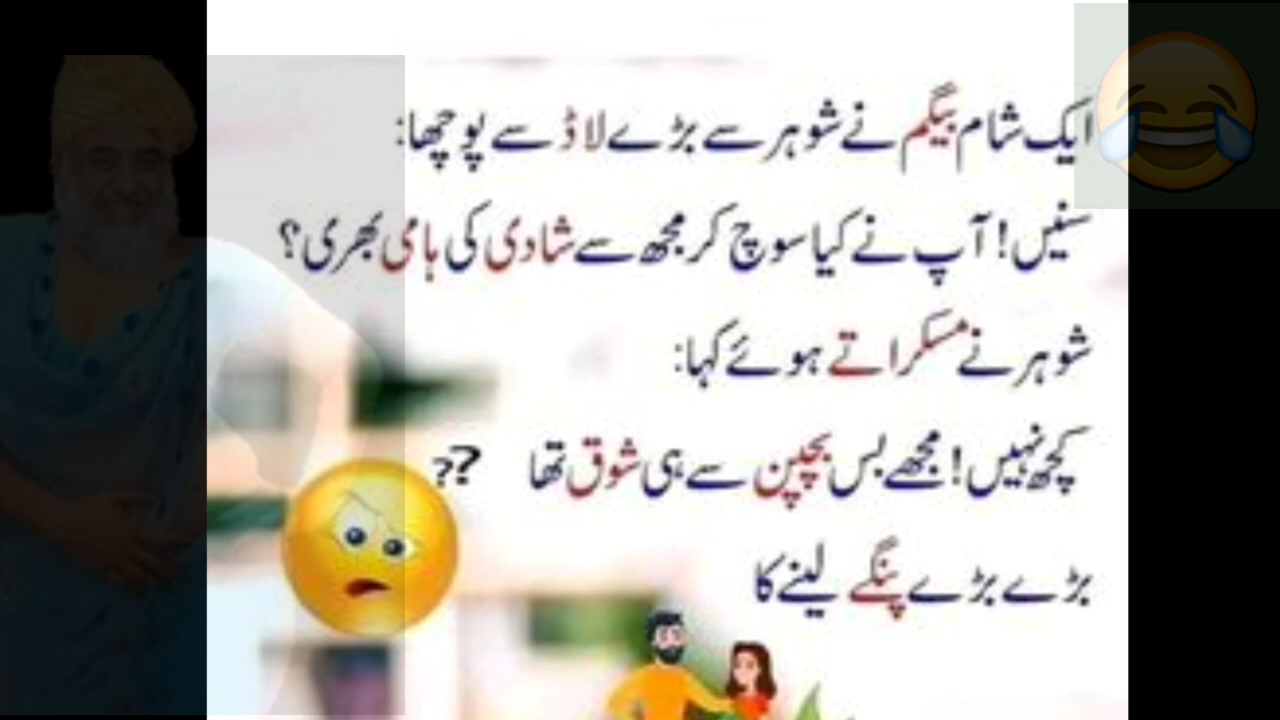 ایک شام بیگم نے شوہر سے بڑے لاڈ سے پوچھا:
سنیں! آپ نے کیا سوچ کر مجھ سے شادی کی ہامی بھری؟
شوہر نے مسکراتے ہوئے کہا:
کچھ نہیں! مجھے بس بچپن سے ہی شوق تھا ??
بڑے بڑے پنگے لینے کا